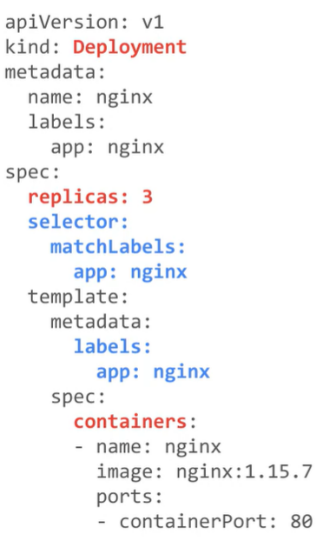 apiVersion: v1
kind: Deployment
metadata:
  name: nginx
  labels:
    app: nginx
spec:
  replicas: 3
  selector:
    matchLabels:
      app: nginx
  template:
    metadata:
      labels:
        app: nginx
    spec:
      containers:
      - name: nginx
        image: nginx:1.15.7
        ports:
        - containerPort: 80